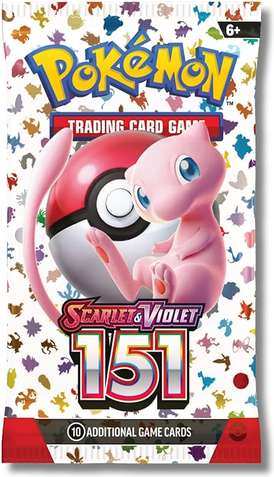 6+
POKéMON
TRADING CARD GAME
SCARLET & VIOLET
151
10 ADDITIONAL GAME CARDS